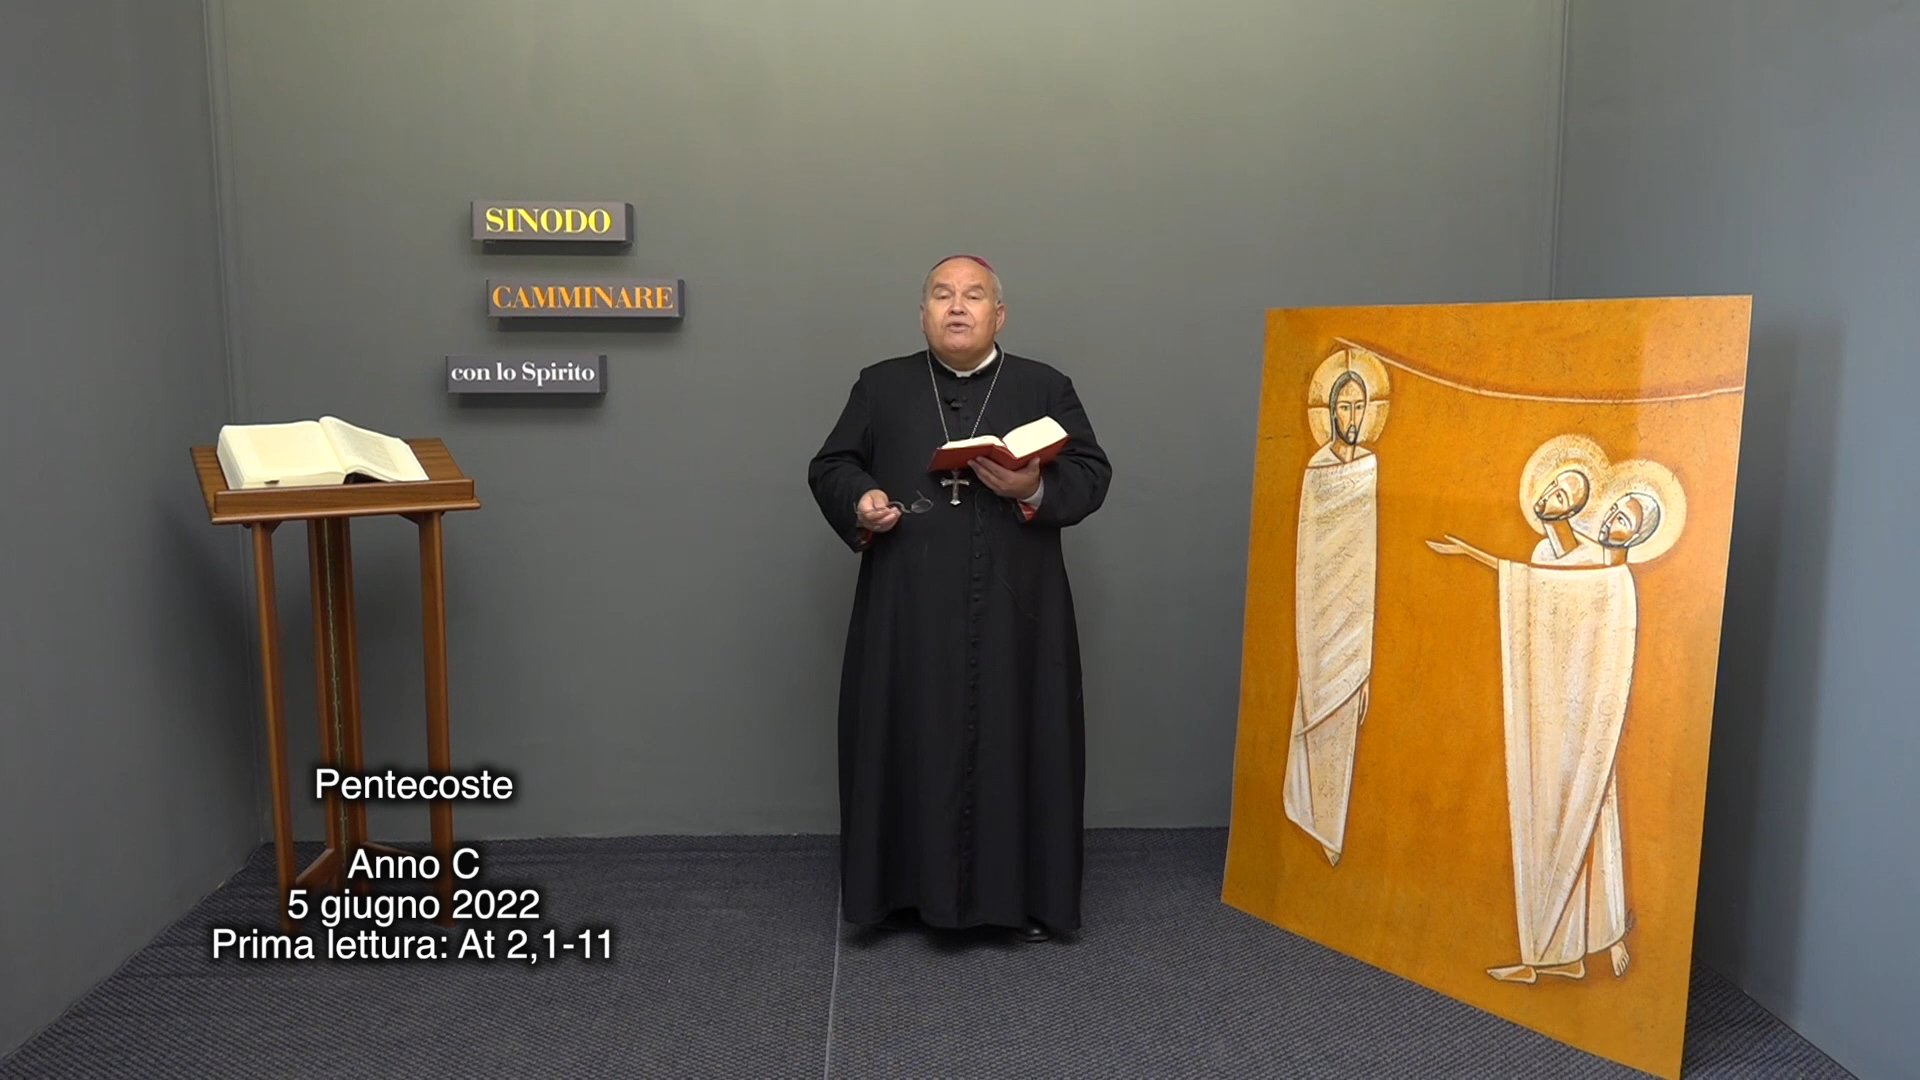 SINODO
CAMMINARE
con lo Spirito
Pentecoste
Anno C
5 giugno 2022
Prima lettura: At 2,1-11